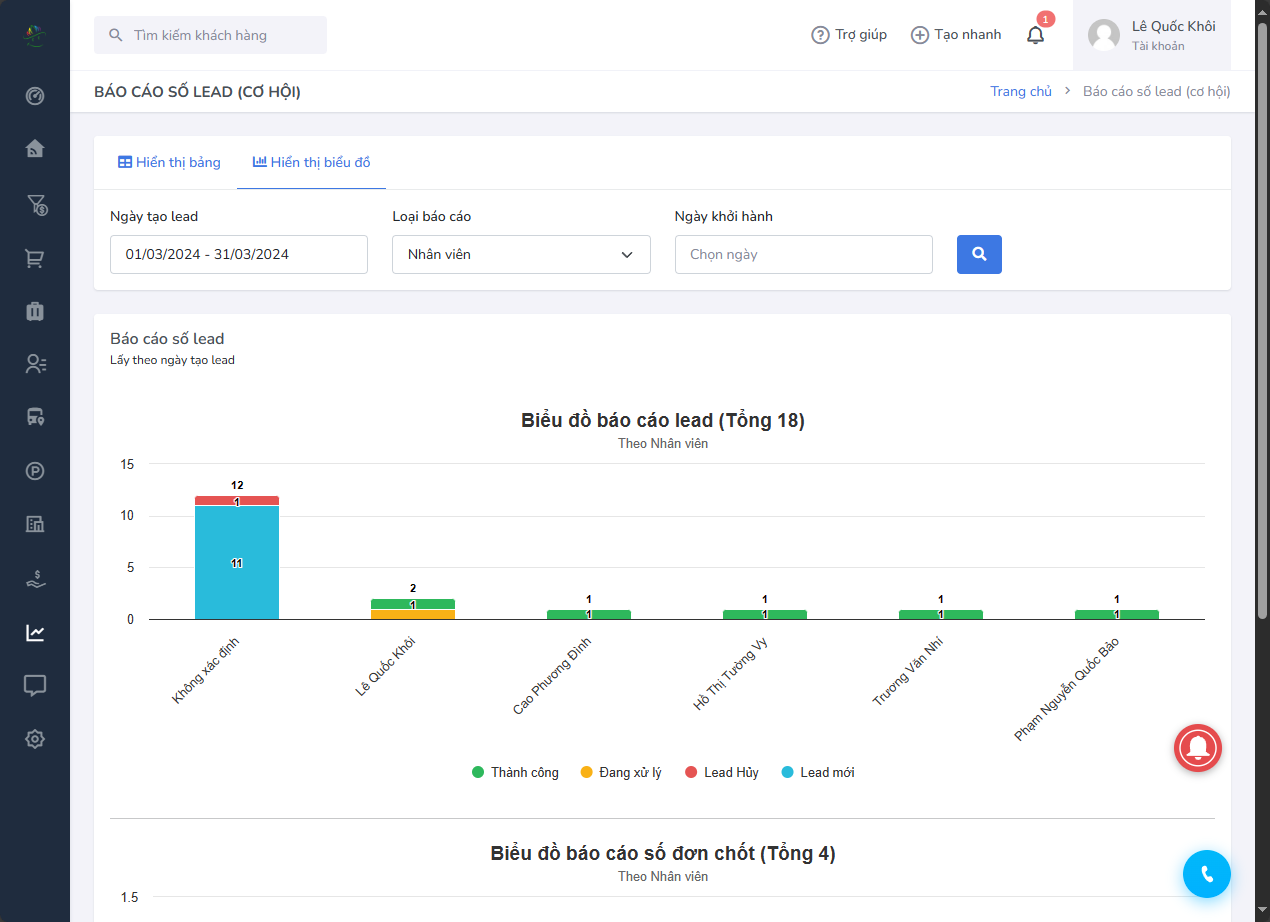 Tìm kiếm khách hàng
Trợ giúp
Tạo nhanh
1
Lê Quốc Khôi
Tài khoản
BÁO CÁO SỐ LEAD (CƠ HỘI)
Trang chủ > Báo cáo số lead (cơ hội)
Hiển thị bảng
Hiển thị biểu đồ
Ngày tạo lead
Loại báo cáo
Ngày khởi hành
01/03/2024 - 31/03/2024
Nhân viên
Chọn ngày
Báo cáo số lead
Lấy theo ngày tạo lead
Biểu đồ báo cáo lead (Tổng 18)
Theo Nhân viên
15
10
5
0
12
1
11
2
1
1
1
1
1
1
1
1
1
Không xác định
Lê Quốc Khôi
Cao Phương Đình
Hồ Thị Tường Vy
Trương Văn Nhí
Phạm Nguyễn Quốc Bảo
Thành công
Đang xử lý
Lead Hủy
Lead mới
Biểu đồ báo cáo số đơn chốt (Tổng 4)
Theo Nhân viên
1.5